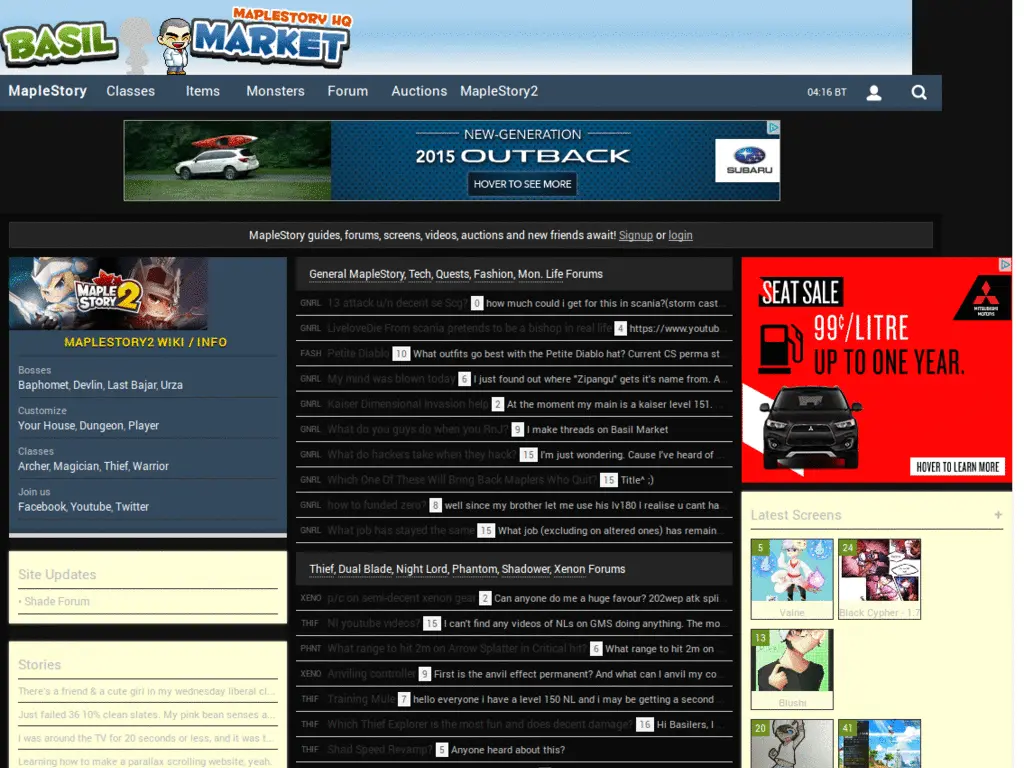 MAPLESTORY HQ
BASIL MARKET
MapleStory Classes Items Monsters Forum Auctions MapleStory2 04:16 BT
NEW-GENERATION
2015 OUTBACK
HOVER TO SEE MORE
SUBARU
MapleStory guides, forums, screens, videos, auctions and new friends await! Signup or login
MAPLE STORY 2
MAPLESTORY2 WIKI / INFO
Bosses
Baphomet, Devlin, Last Bajar, Urza
Customize
Your House, Dungeon, Player
Classes
Archer, Magician, Thief, Warrior
Join us
Facebook, Youtube, Twitter
Site Updates
• Shade Forum
Stories
There's a friend & a cute girl in my wednesday liberal cl...
Just failed 36 10% clean slates. My pink bean senses a...
I was around the TV for 20 seconds or less, and it was t...
Learning how to make a parallax scrolling website, yeah.
General MapleStory, Tech, Quests, Fashion, Mon. Life Forums
GNRL 13 attack u/n decent se Scg? 0 how much could i get for this in scania?(storm cast...
GNRL LiveloveDie From scania pretends to be a bishop in real life 4 https://www.youtub...
FASH Petite Diablo 10 What outfits go best with the Petite Diablo hat? Current CS perma st...
GNRL My mind was blown today 6 I just found out where "Zipangu" gets it's name from. A...
GNRL Kaiser Dimensional Invasion help 2 At the moment my main is a kaiser level 151. ...
GNRL What do you guys do when you RnJ? 9 I make threads on Basil Market
GNRL What do hackers take when they hack? 15 I'm just wondering. Cause I've heard of ...
GNRL Which One Of These Will Bring Back Maplers Who Quit? 15 Title^ ;)
GNRL how to funded zero? 8 well since my brother let me use his lv180 I realise u cant ha...
GNRL What job has stayed the same 15 What job (excluding on altered ones) has remain...
Thief, Dual Blade, Night Lord, Phantom, Shadower, Xenon Forums
XENO p/c on semi-decent xenon gear 2 Can anyone do me a huge favour? 202wep atk spli...
THIF Nl youtube videos? 15 I can't find any videos of NLs on GMS doing anything. The mo...
PHNT What range to hit 2m on Arrow Splatter in Critical hit? 6 What range to hit 2m on ...
XENO Anviling controller 9 First is the anvil effect permanent? And what can I anvil my co...
THIF Training Mule 7 hello everyone i have a level 150 NL and i may be getting a second...
THIF Which Thief Explorer is the most fun and does decent damage? 16 Hi Basilers, I ...
THIF Shad Speed Revamp? 5 Anyone heard about this?
SEAT SALE
99¢/LITRE
UP TO ONE YEAR.
MITSUBISHI MOTORS
HOVER TO LEARN MORE
Latest Screens +
5 24
Valne Black Cypher - 1.7
13
Blushi
20 41